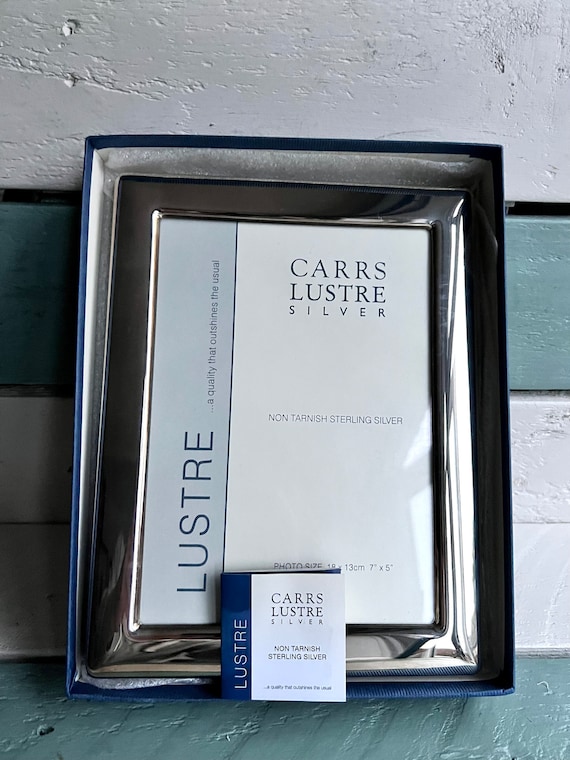 CARRS
LUSTRE
SILVER
NON TARNISH STERLING SILVER
LUSTRE
...a quality that outshines the usual
PHOTO SIZE 18 x 13cm 7" x 5"
LUSTRE
CARRS
LUSTRE
SILVER
NON TARNISH
STERLING SILVER
...a quality that outshines the usual